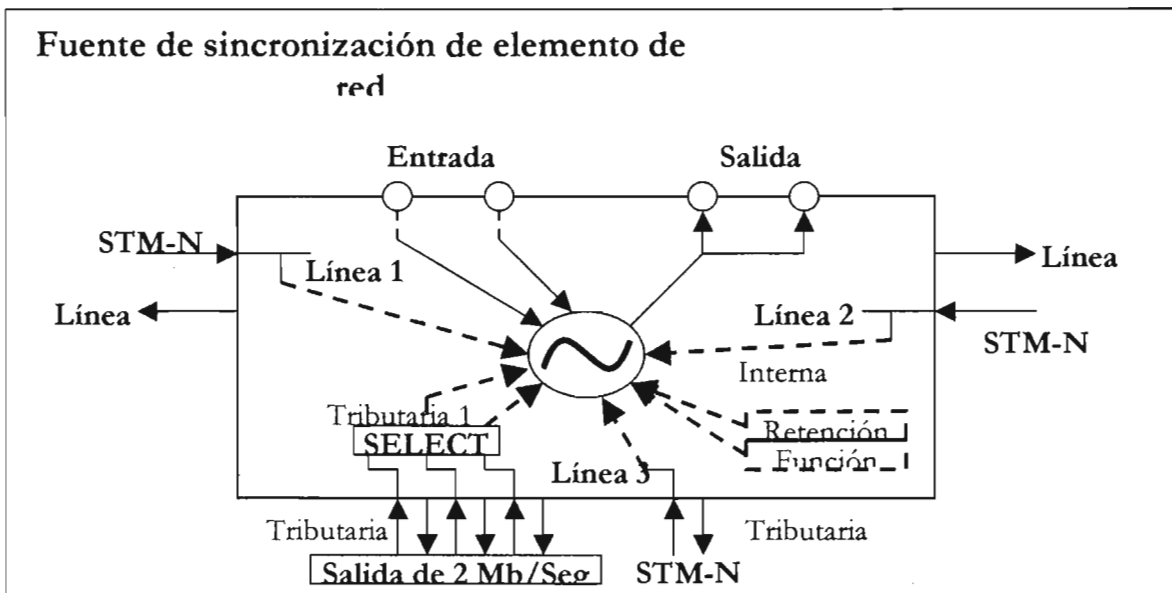 Fuente de sincronización de elemento de
red
Entrada
Salida
STM-N
Línea 1
Línea
Línea
Línea 2
STM-N
Interna
Tributaria 1
SELECT
Retención
Función
Línea 3
Tributaria
Tributaria
Salida de 2 Mb/Seg
STM-N